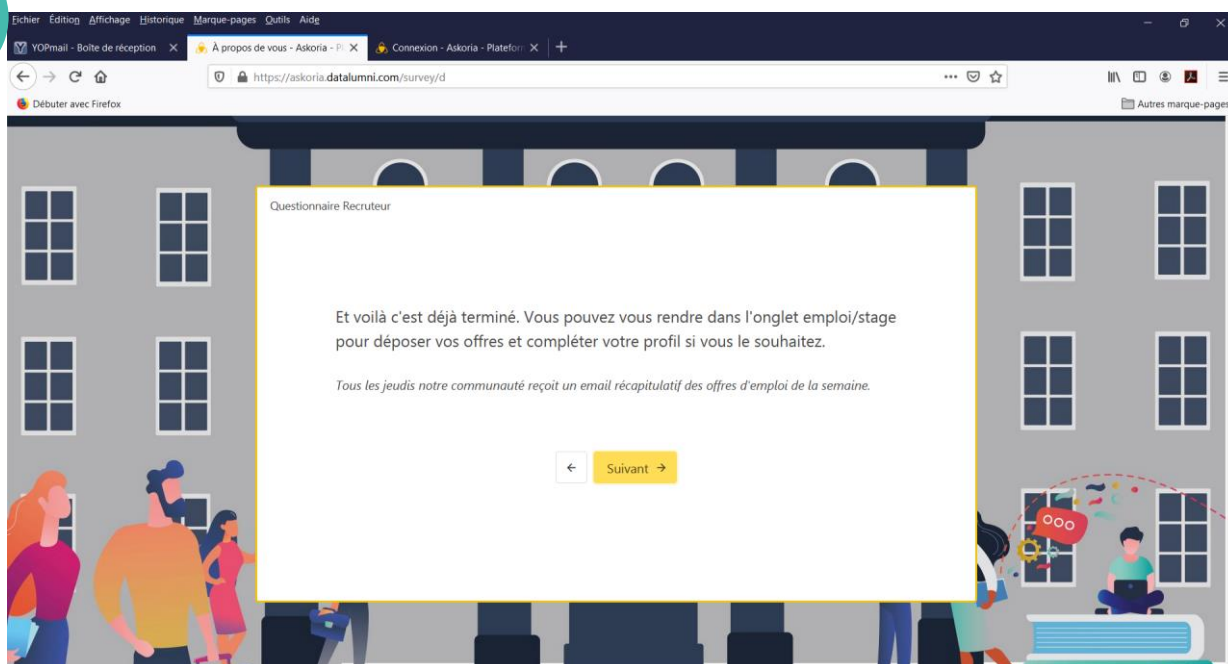 Fichier Édition Affichage Historique Marque-pages Outils Aide
YOPmail - Boîte de réception
À propos de vous - Askoria - Pl
Connexion - Askoria - Plateform
https://askoria.datalumni.com/survey/d
Débuter avec Firefox
Autres marque-pages
Questionnaire Recruteur
Et voilà c'est déjà terminé. Vous pouvez vous rendre dans l'onglet emploi/stage
pour déposer vos offres et compléter votre profil si vous le souhaitez.
Tous les jeudis notre communauté reçoit un email récapitulatif des offres d'emploi de la semaine.
← Suivant →